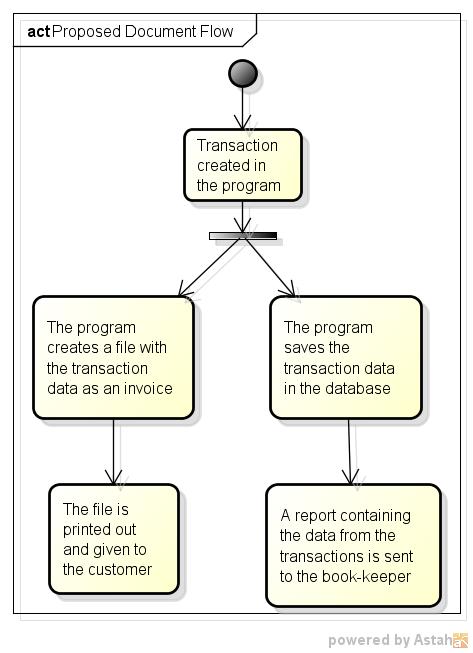 act Proposed Document Flow
Transaction
created in
the program
The program
creates a file with
the transaction
data as an invoice
The program
saves the
transaction data
in the database
The file is
printed out
and given to
the customer
A report containing
the data from the
transactions is sent
to the book-keeper
powered by Astah